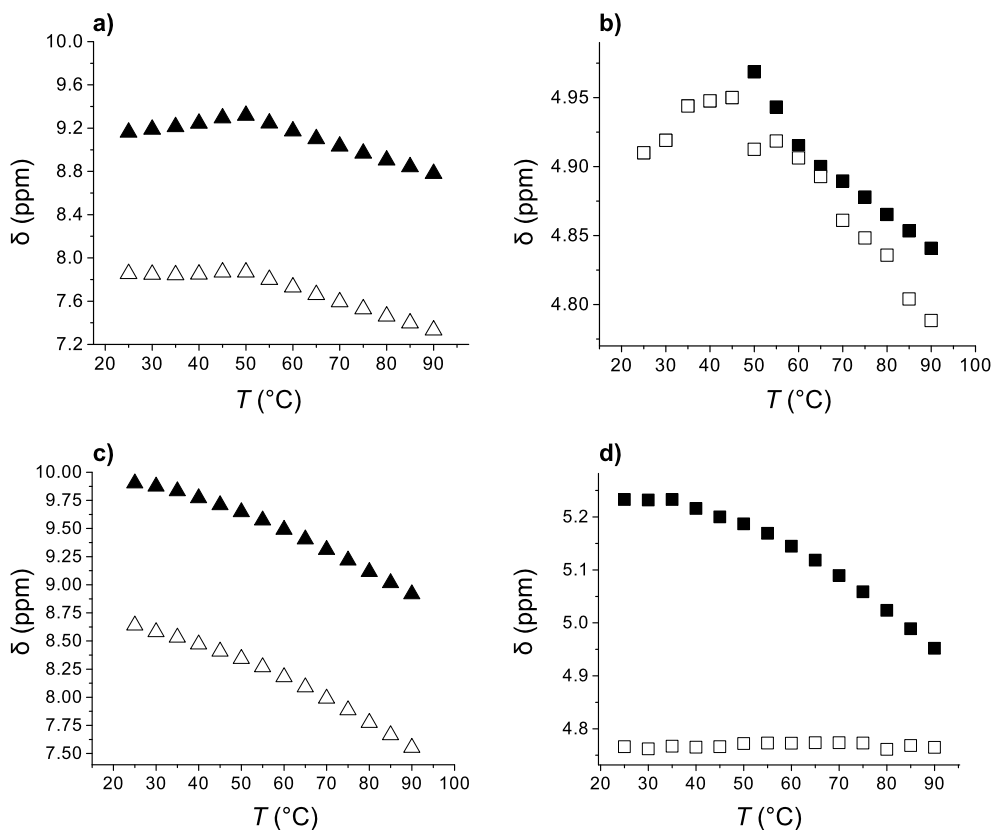 a)
10.0
9.6
9.2
8.8
8.4
8.0
7.6
7.2
δ (ppm)
20 30 40 50 60 70 80 90
T (°C)
b)
4.95
4.90
4.85
4.80
δ (ppm)
20 30 40 50 60 70 80 90 100
T (°C)
c)
10.00
9.75
9.50
9.25
9.00
8.75
8.50
8.25
8.00
7.75
7.50
δ (ppm)
20 30 40 50 60 70 80 90 100
T (°C)
d)
5.2
5.1
5.0
4.9
4.8
δ (ppm)
20 30 40 50 60 70 80 90
T (°C)